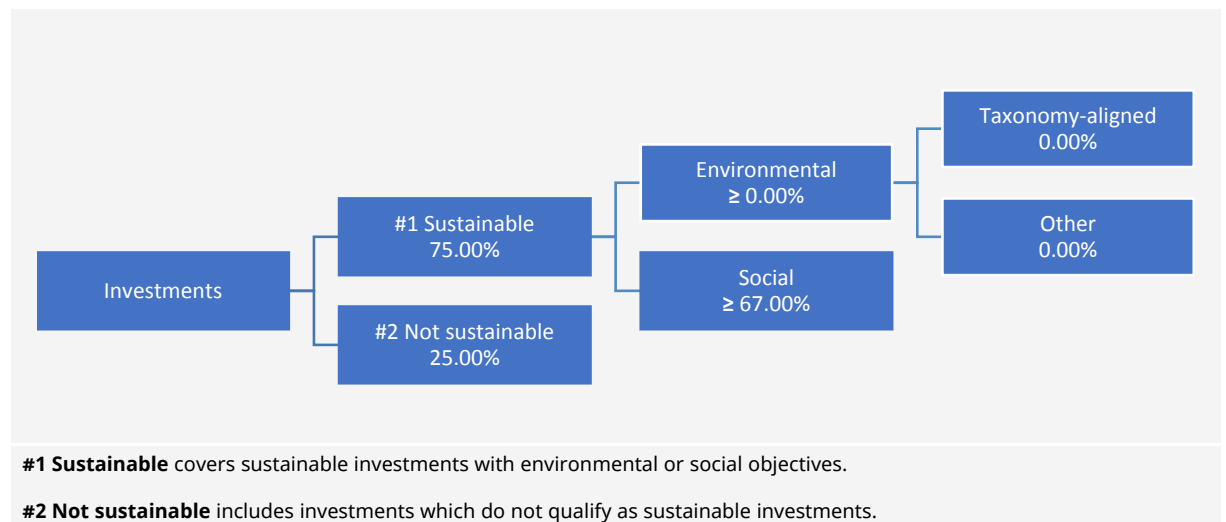 Investments
#1 Sustainable
75.00%
#2 Not sustainable
25.00%
Environmental
≥ 0.00%
Social
≥ 67.00%
Taxonomy-aligned
0.00%
Other
0.00%
#1 Sustainable covers sustainable investments with environmental or social objectives.
#2 Not sustainable includes investments which do not qualify as sustainable investments.